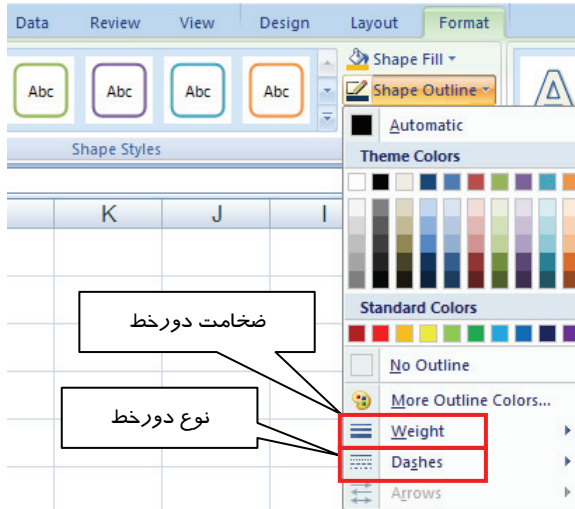 Data Review View Design Layout Format
Shape Fill
Abc Abc Abc Abc Shape Outline A
Automatic
Shape Styles
Theme Colors
K J I
Standard Colors
ضخامت دورخط
No Outline
More Outline Colors...
نوع دورخط
Weight
Dashes
Arrows